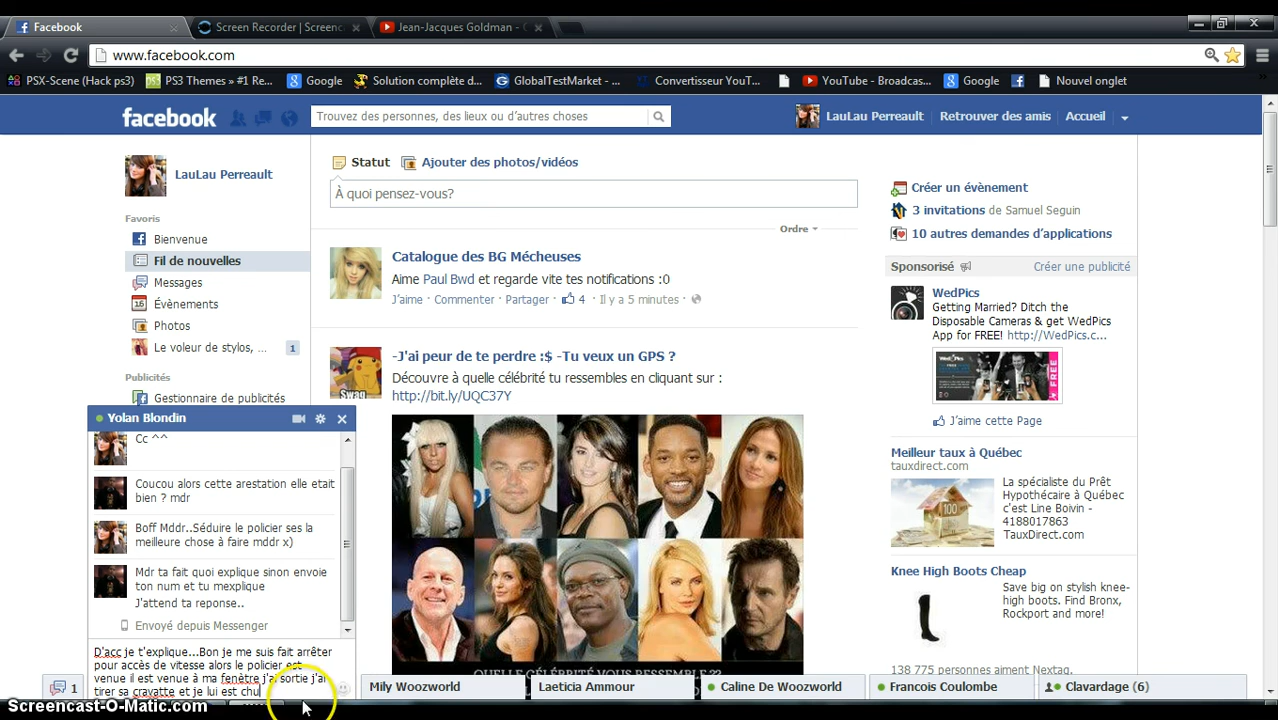 Facebook
Screen Recorder | Screenc
Jean-Jacques Goldman -
www.facebook.com
PSX-Scene (Hack ps3)
PS3 Themes » #1 Re...
Google
Solution complète d...
GlobalTestMarket - ...
Convertisseur YouT...
YouTube - Broadcas...
Google
Nouvel onglet
facebook
Trouvez des personnes, des lieux ou d'autres choses
LauLau Perreault
Retrouver des amis
Accueil
LauLau Perreault
Favoris
Bienvenue
Fil de nouvelles
Messages
16
Évènements
Photos
Le voleur de stylos, ...
1
Publicités
Gestionnaire de publicités
Statut
Ajouter des photos/vidéos
À quoi pensez-vous?
Ordre
Catalogue des BG Mécheuses
Aime Paul Bwd et regarde vite tes notifications :0
J'aime · Commenter · Partager · 4 · Il y a 5 minutes ·
-J'ai peur de te perdre :$ -Tu veux un GPS ?
Swag
Découvre à quelle célébrité tu ressembles en cliquant sur :
http://bit.ly/UQC37Y
QUELLE CÉLÉBRITÉ VOUS RESSEMBLE ??
Créer un évènement
3 invitations de Samuel Seguin
10 autres demandes d'applications
Sponsorisé
Créer une publicité
WedPics
Getting Married? Ditch the
Disposable Cameras & get WedPics
App for FREE! http://WedPics.c...
WedPics
FREE
J'aime cette Page
Meilleur taux à Québec
tauxdirect.com
100
La spécialiste du Prêt
Hypothécaire à Québec
c'est Line Boivin -
4188017863
TauxDirect.com
Knee High Boots Cheap
Save big on stylish knee-
high boots. Find Bronx,
Report and more!
138 775 personnes aiment Nextag.
Yolan Blondin
Cc ^^
Coucou alors cette arestation elle etait
bien ? mdr
Boff Mddr..Séduire le policier ses la
meilleure chose à faire mddr x)
Mdr ta fait quoi explique sinon envoie
ton num et tu mexplique
J'attend ta reponse..
Envoyé depuis Messenger
D'acc je t'explique...Bon je me suis fait arrêter
pour accès de vitesse alors le policier est
venue il est venue à ma fenêtre j'ai sortie j'ai
tirer sa cravatte et je lui est chu
1
Mily Woozworld
Laeticia Ammour
Caline De Woozworld
Francois Coulombe
Clavardage (6)
Screencast-O-Matic.com